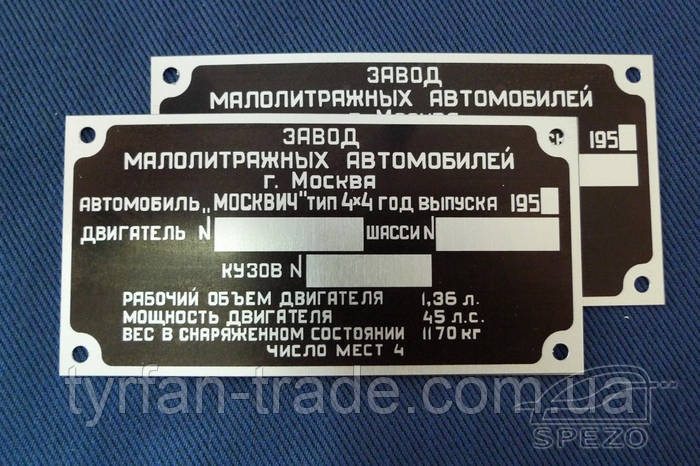 ЗАВОД
МАЛОЛИТРАЖНЫХ АВТОМОБИЛЕЙ
г. Москва
195
ЗАВОД
МАЛОЛИТРАЖНЫХ АВТОМОБИЛЕЙ
г. Москва
АВТОМОБИЛЬ „МОСКВИЧ" ТИП 4×4 ГОД ВЫПУСКА 195
ДВИГАТЕЛЬ N ШАССИ N
КУЗОВ N
РАБОЧИЙ ОБЪЕМ ДВИГАТЕЛЯ 1,36 л.
МОЩНОСТЬ ДВИГАТЕЛЯ 45 л.с.
ВЕС В СНАРЯЖЕННОМ СОСТОЯНИИ 1170 кг
ЧИСЛО МЕСТ 4
tyrfan-trade.com.ua
SPEZO